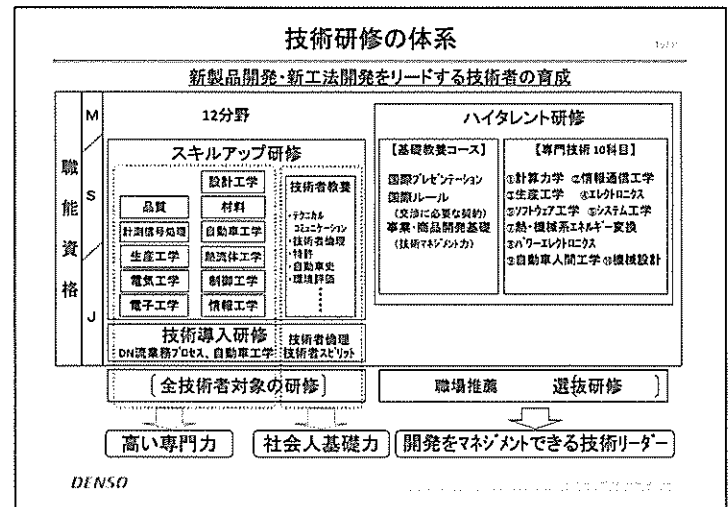 技術研修の体系
新製品開発・新工法開発をリードする技術者の育成
職能資格
M
S
J
12分野
スキルアップ研修
設計工学
品質
材料
計測信号処理
自動車工学
生産工学
熱流体工学
電気工学
制御工学
電子工学
情報工学
技術者教養
・テクニカル
コミュニケーション
・技術者倫理
・特許
・自動車史
・環境評価
技術導入研修
DN流業務プロセス、自動車工学
技術者倫理
技術者スピリット
ハイタレント研修
【基礎教養コース】
国際プレゼンテーション
国際ルール
(交渉に必要な契約)
事業・商品開発基礎
(技術マネジメント力)
【専門技術 10科目】
①計算力学 ②情報通信工学
生産工学 ④エレクトロニクス
ソフトウェア工学 システム工学
⑦熱・機械系エネルギー変換
パワーエレクトロニクス
自動車人間工学 ⑩機械設計
〔全技術者対象の研修〕
職場推薦 選抜研修
高い専門力
社会人基礎力
開発をマネジメントできる技術リーダー
DENSO